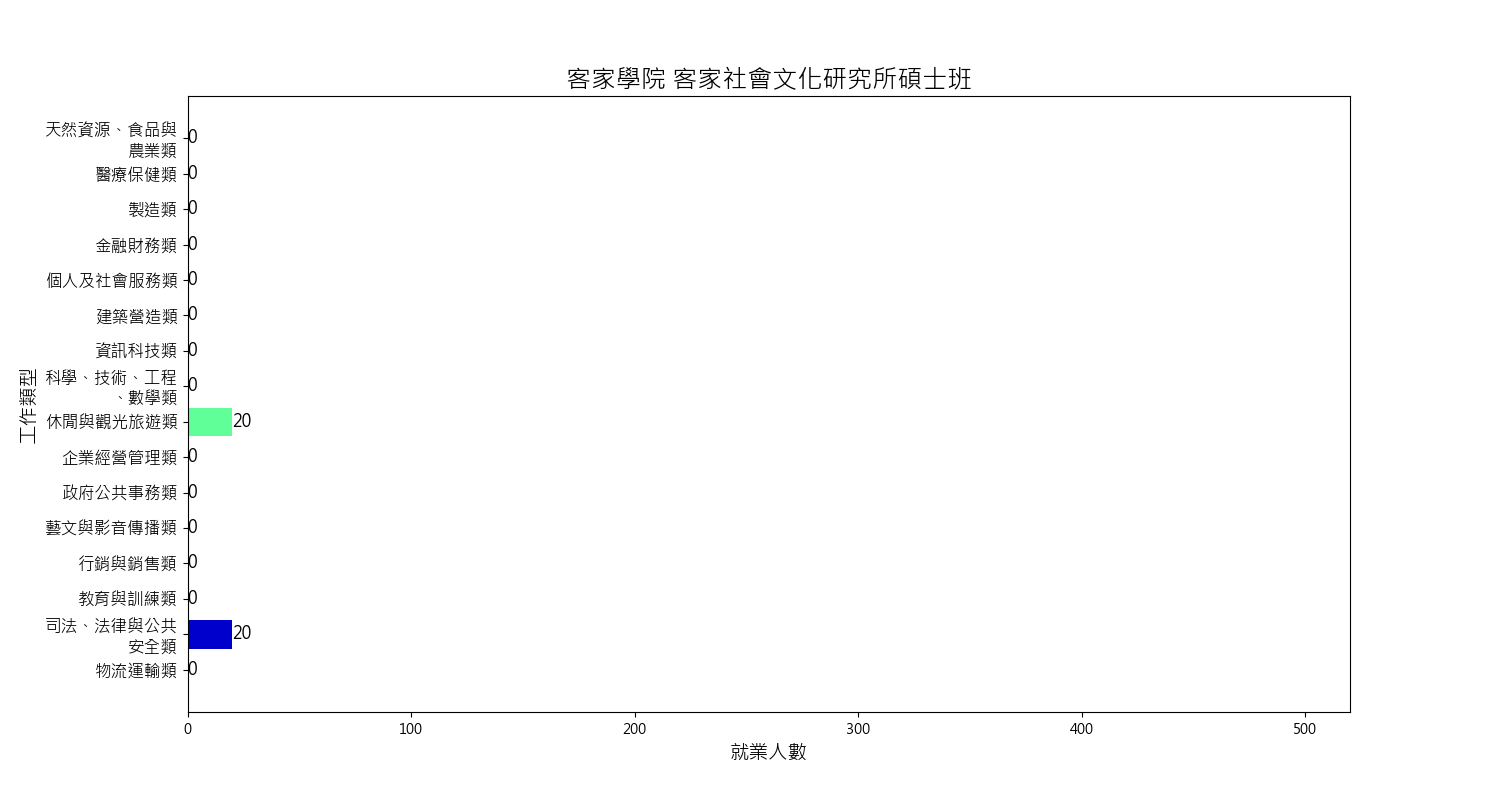 客家學院 客家社會文化研究所碩士班
工作類型
天然資源、食品與
農業類
0
醫療保健類
0
製造類
0
金融財務類
0
個人及社會服務類
0
建築營造類
0
資訊科技類
0
科學、技術、工程
、數學類
0
休閒與觀光旅遊類
20
企業經營管理類
0
政府公共事務類
0
藝文與影音傳播類
0
行銷與銷售類
0
教育與訓練類
0
司法、法律與公共
安全類
20
物流運輸類
0
0 100 200 300 400 500
就業人數